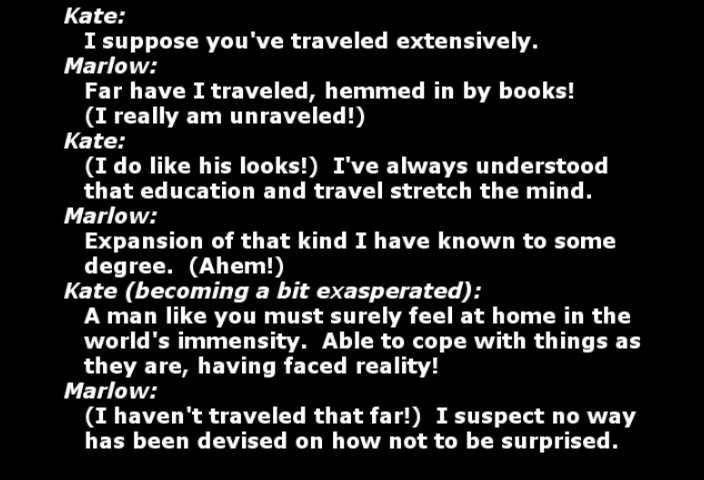 Kate:
I suppose you've traveled extensively.
Marlow:
Far have I traveled, hemmed in by books!
(I really am unraveled!)
Kate:
(I do like his looks!)  I've always understood
that education and travel stretch the mind.
Marlow:
Expansion of that kind I have known to some
degree.  (Ahem!)
Kate (becoming a bit exasperated):
A man like you must surely feel at home in the
world's immensity.  Able to cope with things as
they are, having faced reality!
Marlow:
(I haven't traveled that far!)  I suspect no way
has been devised on how not to be surprised.